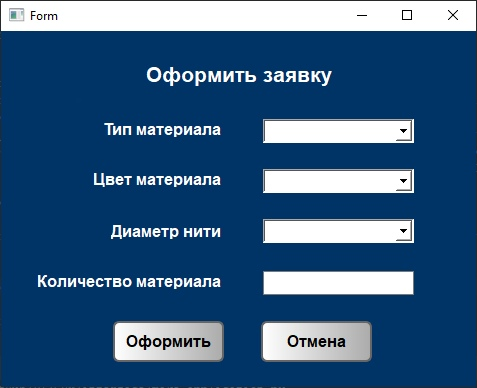 Form
Оформить заявку
Тип материала
Цвет материала
Диаметр нити
Количество материала
Оформить Отмена